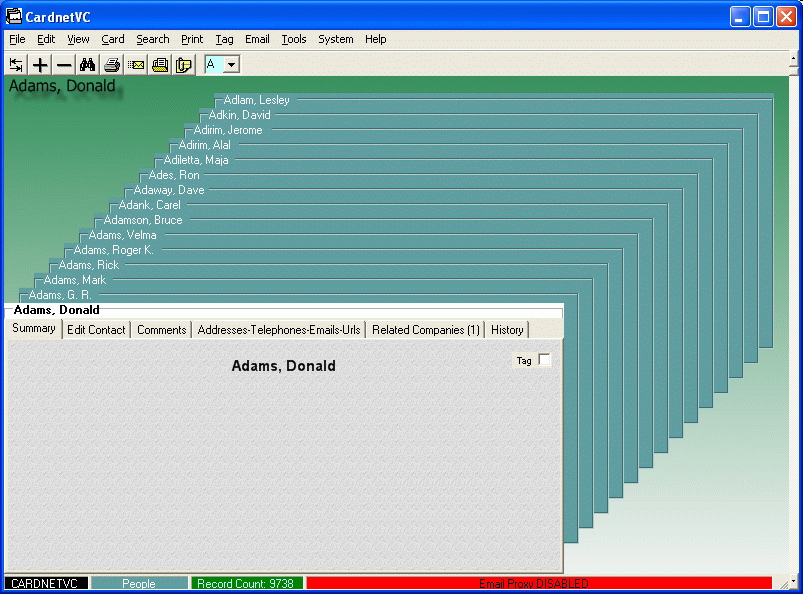 CardnetVC
File Edit View Card Search Print Tag Email Tools System Help
A
Adams, Donald
Adlam, Lesley
Adkin, David
Adirim, Jerome
Adirim, Alal
Adiletta, Maja
Ades, Ron
Adaway, Dave
Adank, Carel
Adamson, Bruce
Adams, Velma
Adams, Roger K.
Adams, Rick
Adams, Mark
Adams, G. R.
Adams, Donald
Summary Edit Contact Comments Addresses-Telephones-Emails-Urls Related Companies (1) History
Adams, Donald
Tag
CARDNETVC People Record Count: 9738 Email Proxy DISABLED